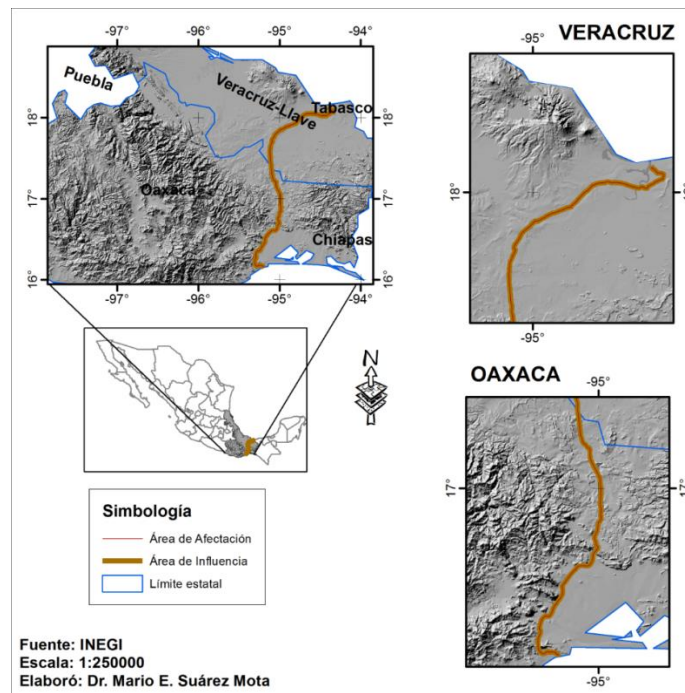 VERACRUZ
Puebla
Veracruz-Llave
Tabasco
Oaxaca
Chiapas
18°
17°
16°
18°
17°
16°
-97°
-96°
-95°
-94°
-97°
-96°
-95°
-94°
-95°
18°
18°
-95°
N
OAXACA
-95°
17°
17°
-95°
Simbología
Área de Afectación
Área de Influencia
Límite estatal
Fuente: INEGI
Escala: 1:250000
Elaboró: Dr. Mario E. Suárez Mota